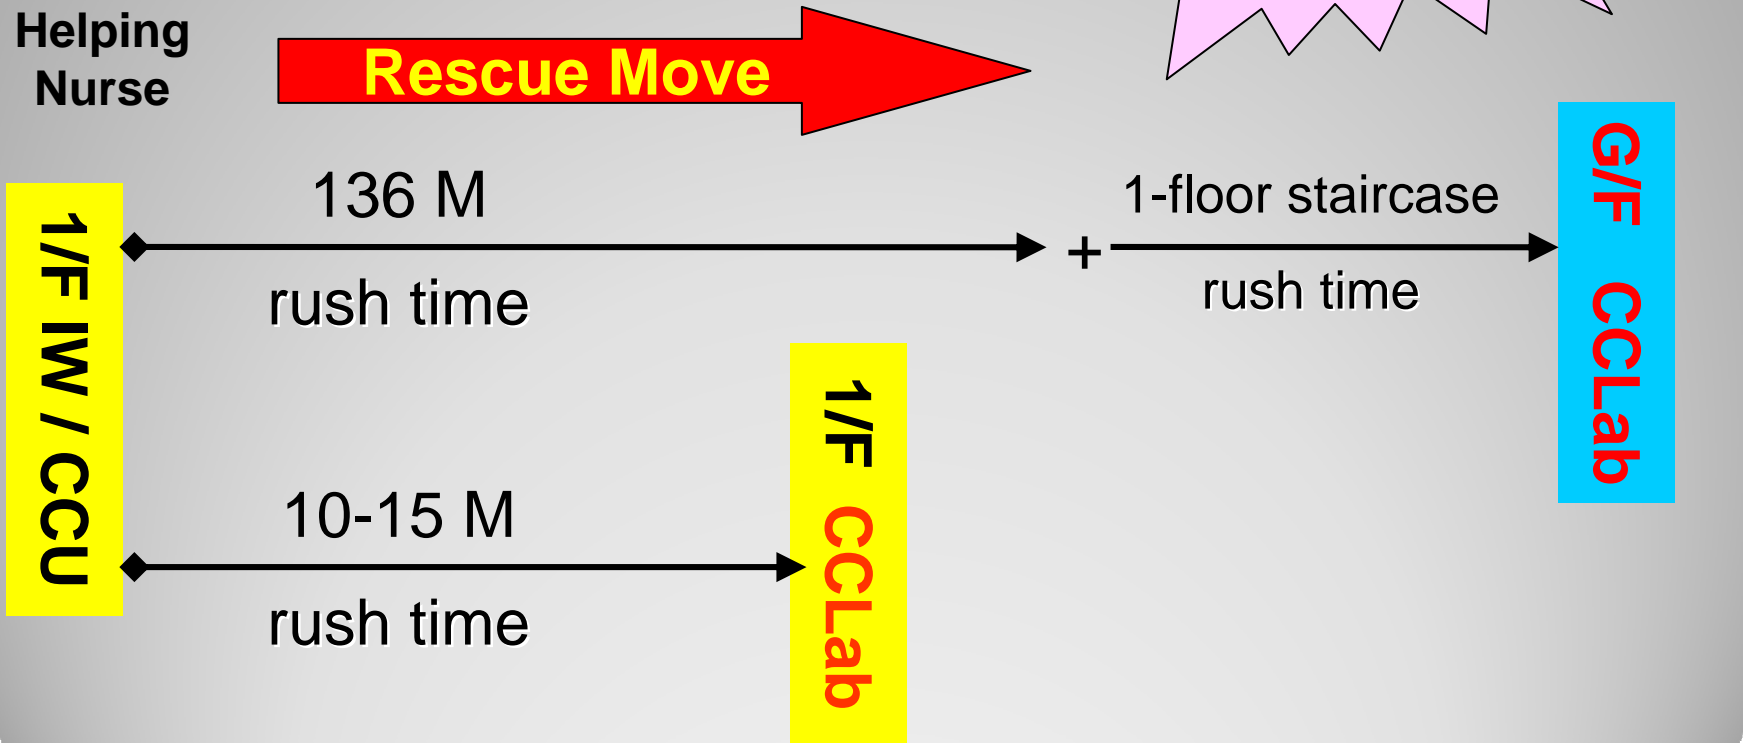 Helping
Nurse
Rescue Move
136 M
rush time
+
1-floor staircase
rush time
1/F IW / CCU
G/F CCLab
10-15 M
rush time
1/F CCLab